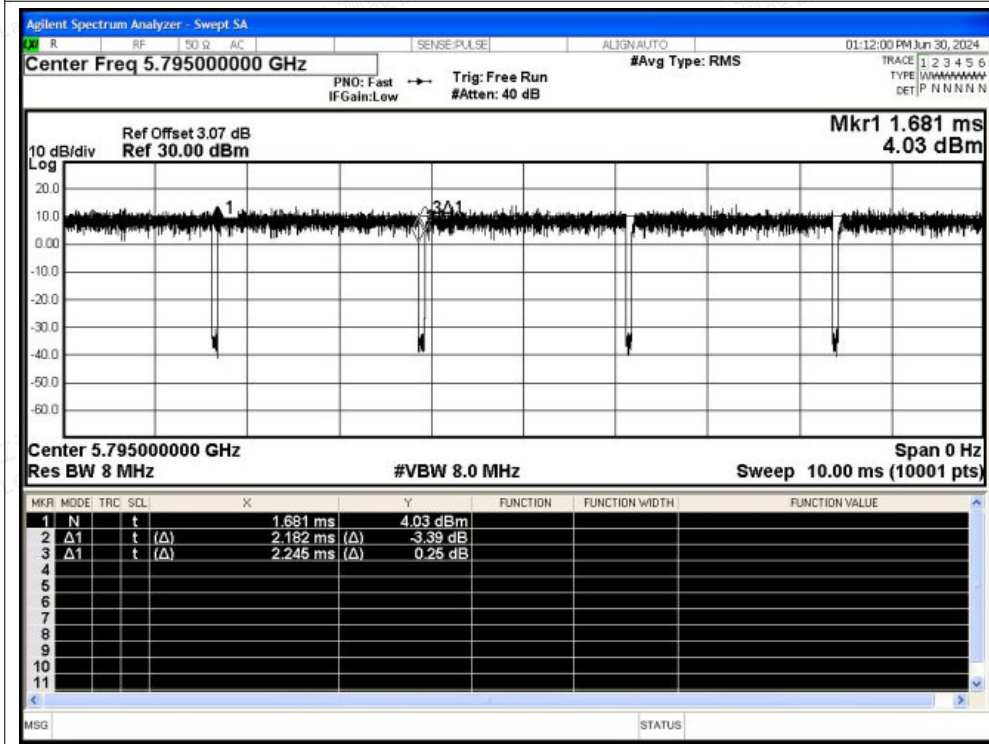 Agilent Spectrum Analyzer - Swept SA
LXI R RF 50 Ω AC SENSE:PULSE ALIGN AUTO 01:12:00 PM Jun 30, 2024
Center Freq 5.795000000 GHz #Avg Type: RMS TRACE 1 2 3 4 5 6
PNO: Fast Trig: Free Run TYPE WWWWWW
IFGain:Low #Atten: 40 dB DET P N N N N N
Mkr1 1.681 ms
Ref Offset 3.07 dB
10 dB/div Ref 30.00 dBm 4.03 dBm
Log
20.0
1 3Δ1
10.0
0.00
-10.0
-20.0
-30.0
-40.0
-50.0
-60.0
Center 5.795000000 GHz Span 0 Hz
Res BW 8 MHz #VBW 8.0 MHz Sweep 10.00 ms (10001 pts)
MKR MODE TRC SCL X Y FUNCTION FUNCTION WIDTH FUNCTION VALUE
1 N t 1.681 ms 4.03 dBm
2 Δ1 t (Δ) 2.182 ms (Δ) -3.39 dB
3 Δ1 t (Δ) 2.245 ms (Δ) 0.25 dB
4
5
6
7
8
9
10
11
MSG STATUS